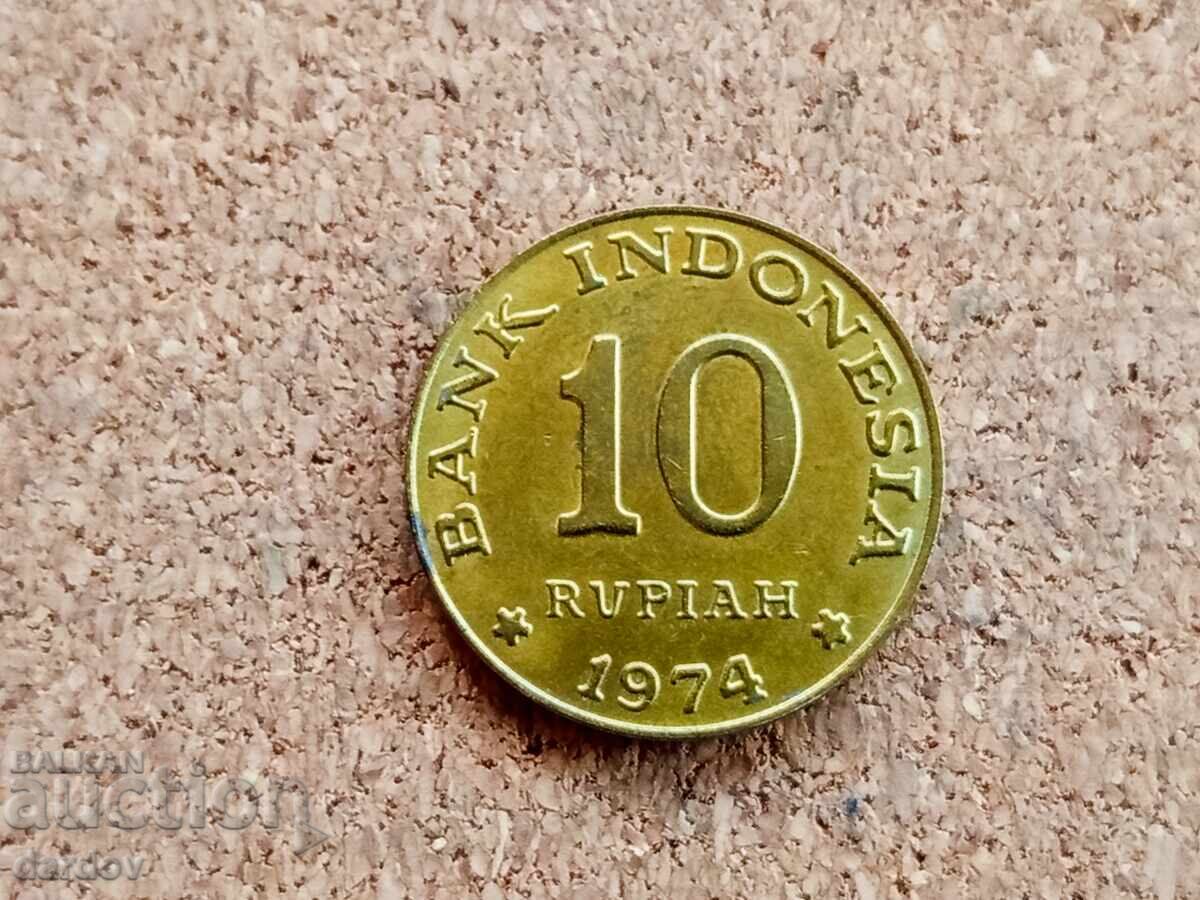 BANK INDONESIA
10
RVPIAH
1974
BALKAN
auction
dardov